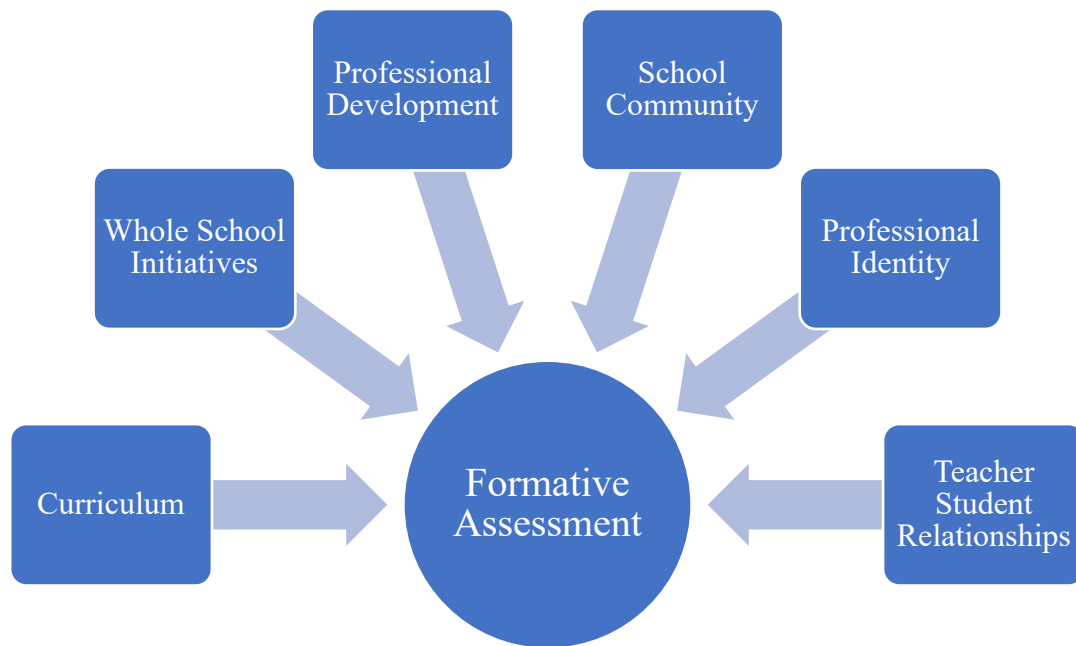 Professional
Development
School
Community
Whole School
Initiatives
Professional
Identity
Curriculum
Formative
Assessment
Teacher
Student
Relationships